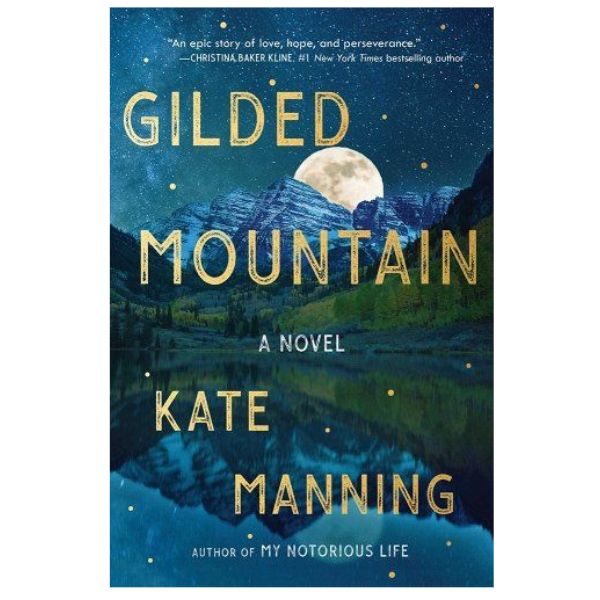 "An epic story of love, hope, and perseverance."
—CHRISTINA BAKER KLINE, #1 New York Times bestselling author
GILDED
MOUNTAIN
A NOVEL
KATE
MANNING
AUTHOR OF MY NOTORIOUS LIFE